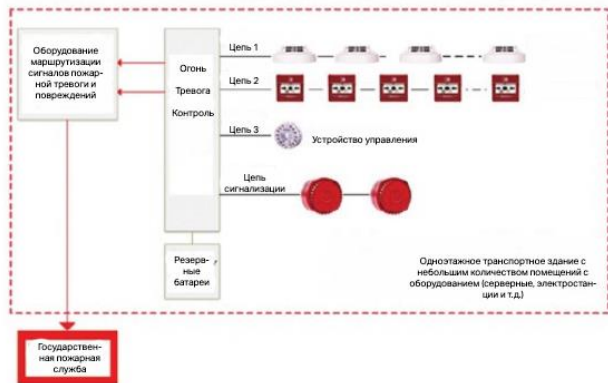 Оборудование
маршрутизации
сигналов пожар-
ной тревоги и
повреждений
Огонь
Тревога
Контроль
Цепь 1
Цепь 2
Цепь 3
Устройство управления
Цепь
сигнализации
Резерв-
ные
батареи
Одноэтажное транспортное здание с
небольшим количеством помещений с
оборудованием (серверные, электростан-
ции и т.д.)
Государствен-
ная пожарная
служба